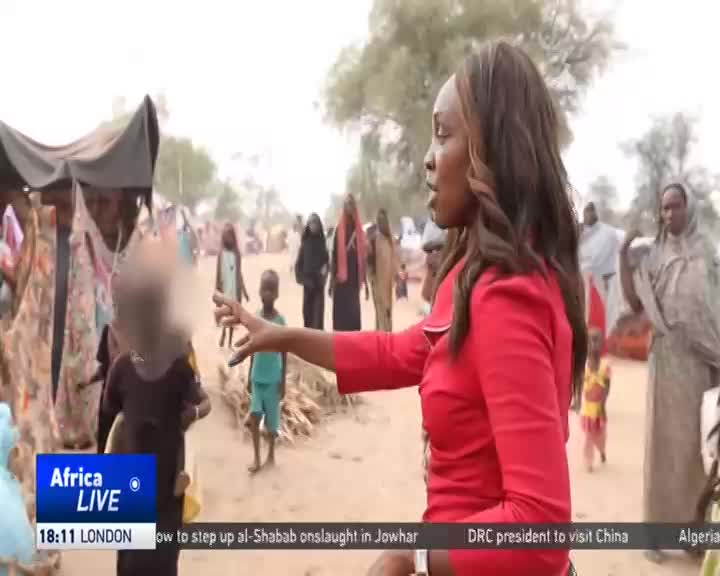 Africa
LIVE
18:11 LONDON
ow to step up al-Shabab onslaught in Jowhar DRC president to visit China Algeria